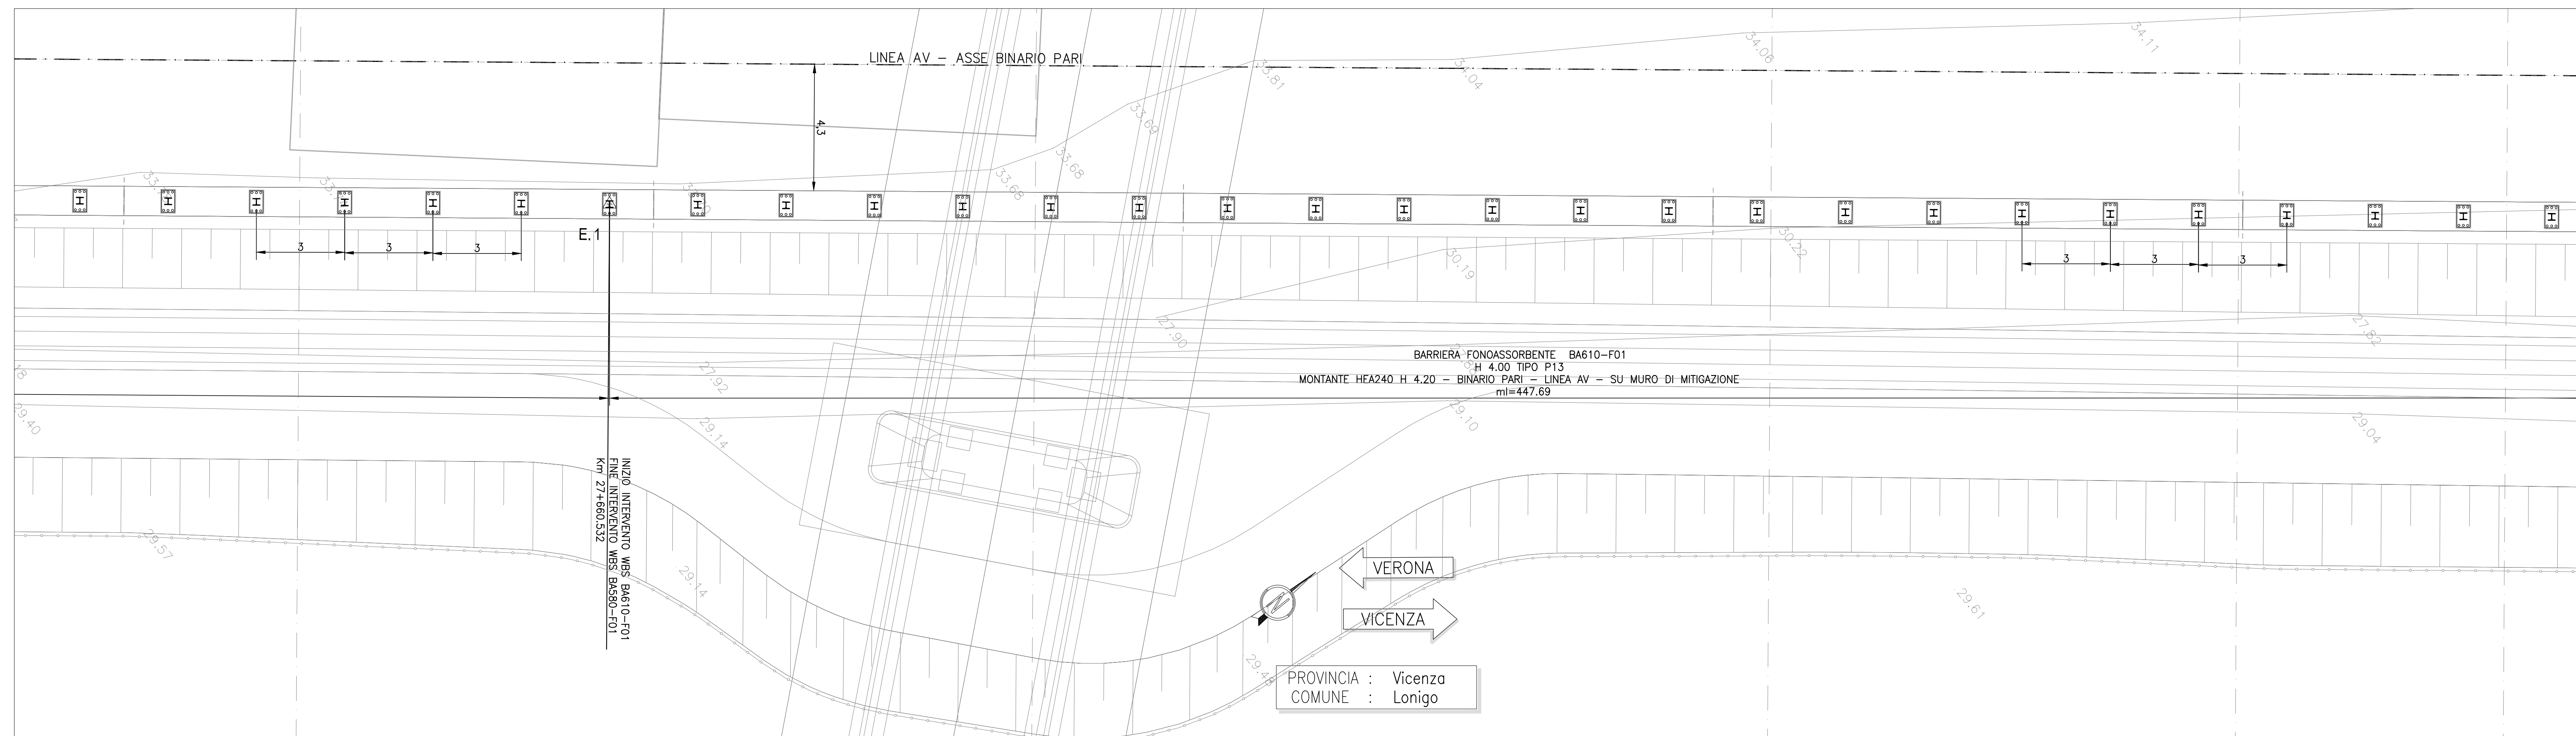 34.11
34.06
LINEA AV - ASSE BINARIO PARI
33.81
34.04
4.3
33.69
33.68
33.68
E.1
3
3
3
30.22
30.19
3
3
3
27.90
27.82
BARRIERA FONOASSORBENTE BA610-F01
H 4.00 TIPO P13
MONTANTE HEA240 H 4.20 - BINARIO PARI - LINEA AV - SU MURO DI MITIGAZIONE
ml=447.69
27.92
29.40
29.14
29.10
29.04
INIZIO INTERVENTO WBS BA610-F01
FINE INTERVENTO WBS BA580-F01
Km 27+660.532
29.57
29.14
N
VERONA
VICENZA
29.61
PROVINCIA : Vicenza
COMUNE : Lonigo